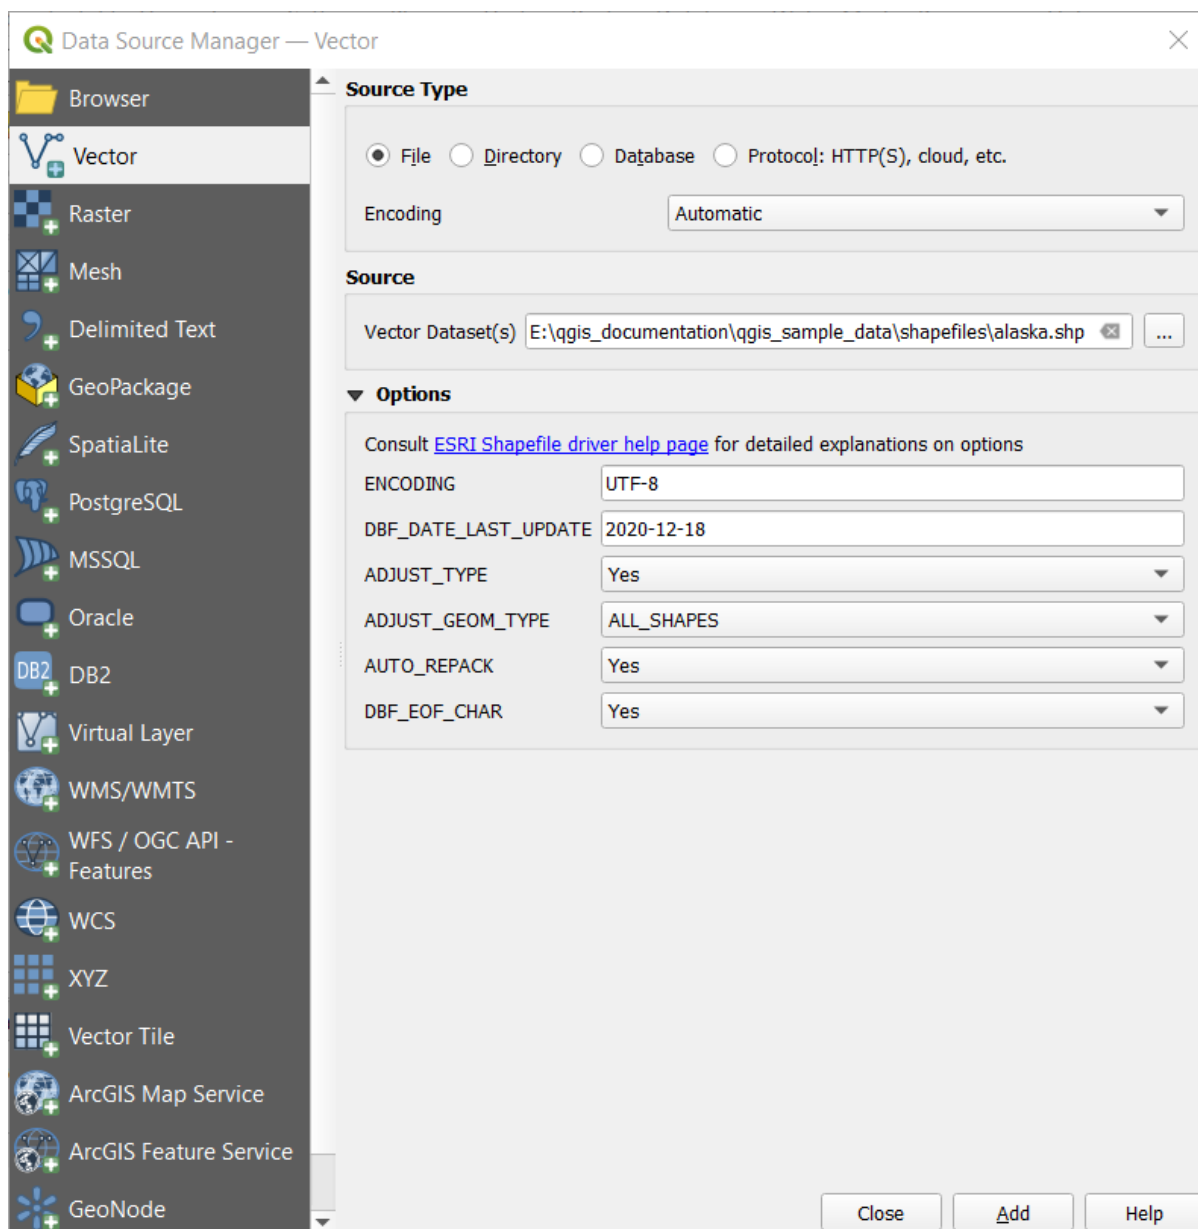 Data Source Manager — Vector
Browser
Vector
Raster
Mesh
Delimited Text
GeoPackage
SpatiaLite
PostgreSQL
MSSQL
Oracle
DB2
DB2
Virtual Layer
WMS/WMTS
WFS / OGC API -
Features
WCS
XYZ
Vector Tile
ArcGIS Map Service
ArcGIS Feature Service
GeoNode
Source Type
File Directory Database Protocol: HTTP(S), cloud, etc.
Encoding Automatic
Source
Vector Dataset(s) E:\qgis_documentation\qgis_sample_data\shapefiles\alaska.shp ...
Options
Consult ESRI Shapefile driver help page for detailed explanations on options
ENCODING UTF-8
DBF_DATE_LAST_UPDATE 2020-12-18
ADJUST_TYPE Yes
ADJUST_GEOM_TYPE ALL_SHAPES
AUTO_REPACK Yes
DBF_EOF_CHAR Yes
Close Add Help